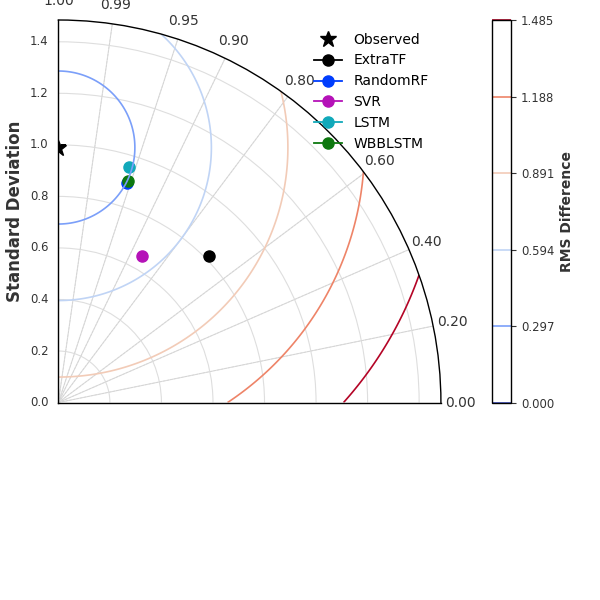 1.00
0.99
0.95
0.90
0.80
0.60
0.40
0.20
0.00
1.4
1.2
1.0
0.8
0.6
0.4
0.2
0.0
Standard Deviation
Observed
ExtraTF
RandomRF
SVR
LSTM
WBBLSTM
1.485
1.188
0.891
0.594
0.297
0.000
RMS Difference